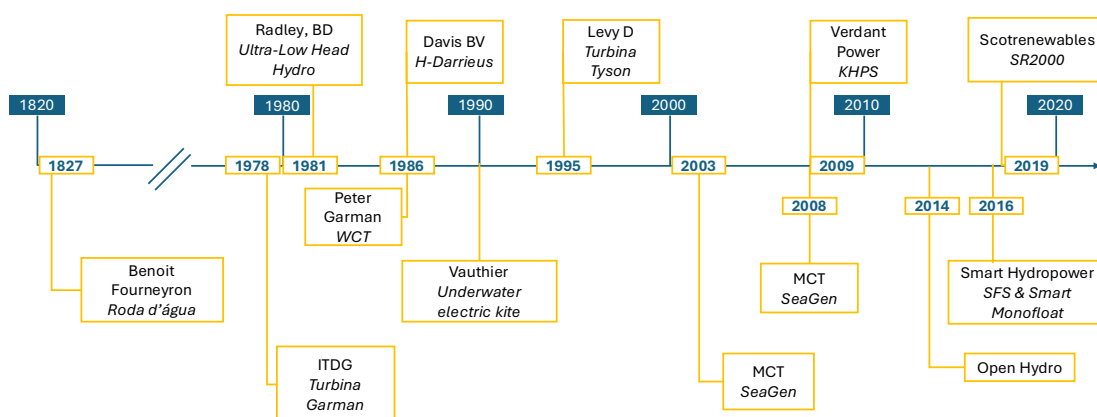 Radley, BD
Ultra-Low Head
Hydro
Davis BV
H-Darrieus
Levy D
Turbina
Tyson
Verdant
Power
KHPS
Scotrenewables
SR2000
1820
1980
1990
2000
2010
2020
1827
1978
1981
1986
1995
2003
2009
2019
2008
2014
2016
Peter
Garman
WCT
Benoit
Fourneyron
Roda d’água
Vauthier
Underwater
electric kite
MCT
SeaGen
Smart Hydropower
SFS & Smart
Monofloat
ITDG
Turbina
Garman
MCT
SeaGen
Open Hydro